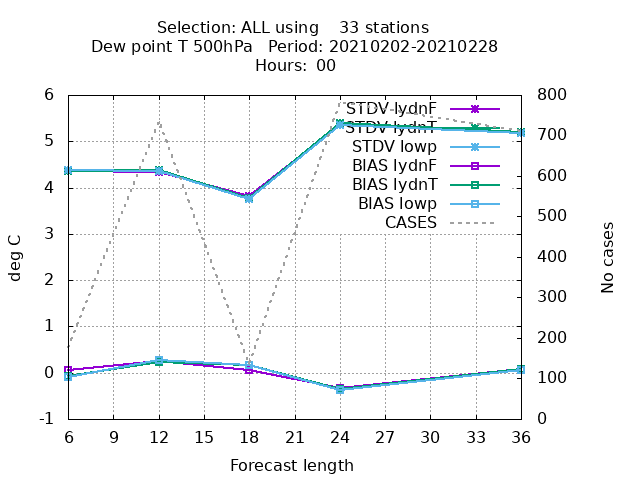 Selection: ALL using 33 stations
Dew point T 500hPa Period: 20210202-20210228
Hours: 00
STDV lydnF
STDV lydnT
STDV lowp
BIAS lydnF
BIAS lydnT
BIAS lowp
CASES
deg C
6
5
4
3
2
1
0
-1
No cases
800
700
600
500
400
300
200
100
0
6 9 12 15 18 21 24 27 30 33 36
Forecast length